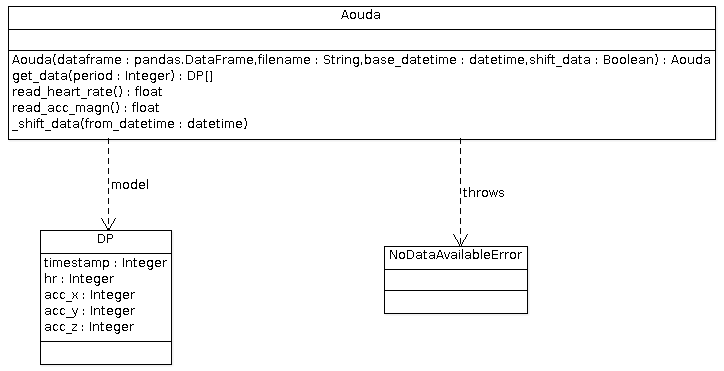 Aouda
Aouda(dataframe : pandas.DataFrame,filename : String,base_datetime : datetime,shift_data : Boolean) : Aouda
get_data(period : Integer) : DP[]
read_heart_rate() : float
read_acc_magn() : float
_shift_data(from_datetime : datetime)
model
throws
DP
timestamp : Integer
hr : Integer
acc_x : Integer
acc_y : Integer
acc_z : Integer
NoDataAvailableError